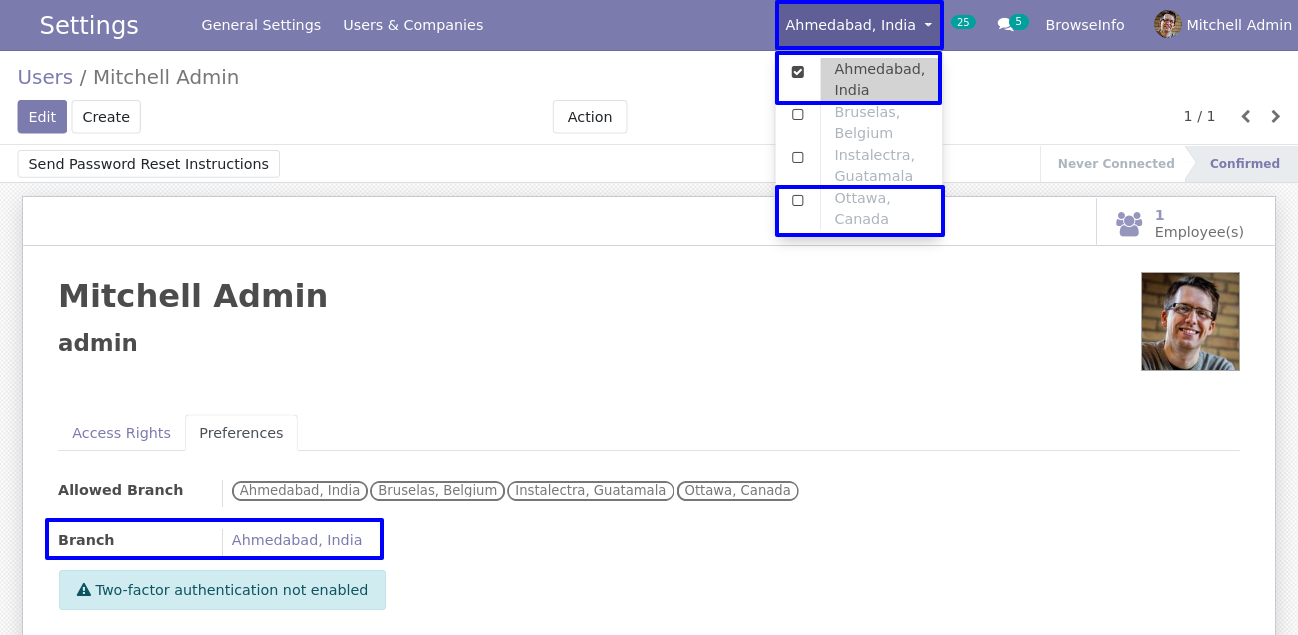 Settings General Settings Users & Companies Ahmedabad, India 25 5 BrowseInfo Mitchell Admin
Users / Mitchell Admin
Edit Create Action 1 / 1
Ahmedabad,
India
Bruselas,
Belgium
Instalectra,
Guatamala
Ottawa,
Canada
Send Password Reset Instructions Never Connected Confirmed
1
Employee(s)
Mitchell Admin
admin
Access Rights Preferences
Allowed Branch Ahmedabad, India Bruselas, Belgium Instalectra, Guatamala Ottawa, Canada
Branch Ahmedabad, India
Two-factor authentication not enabled